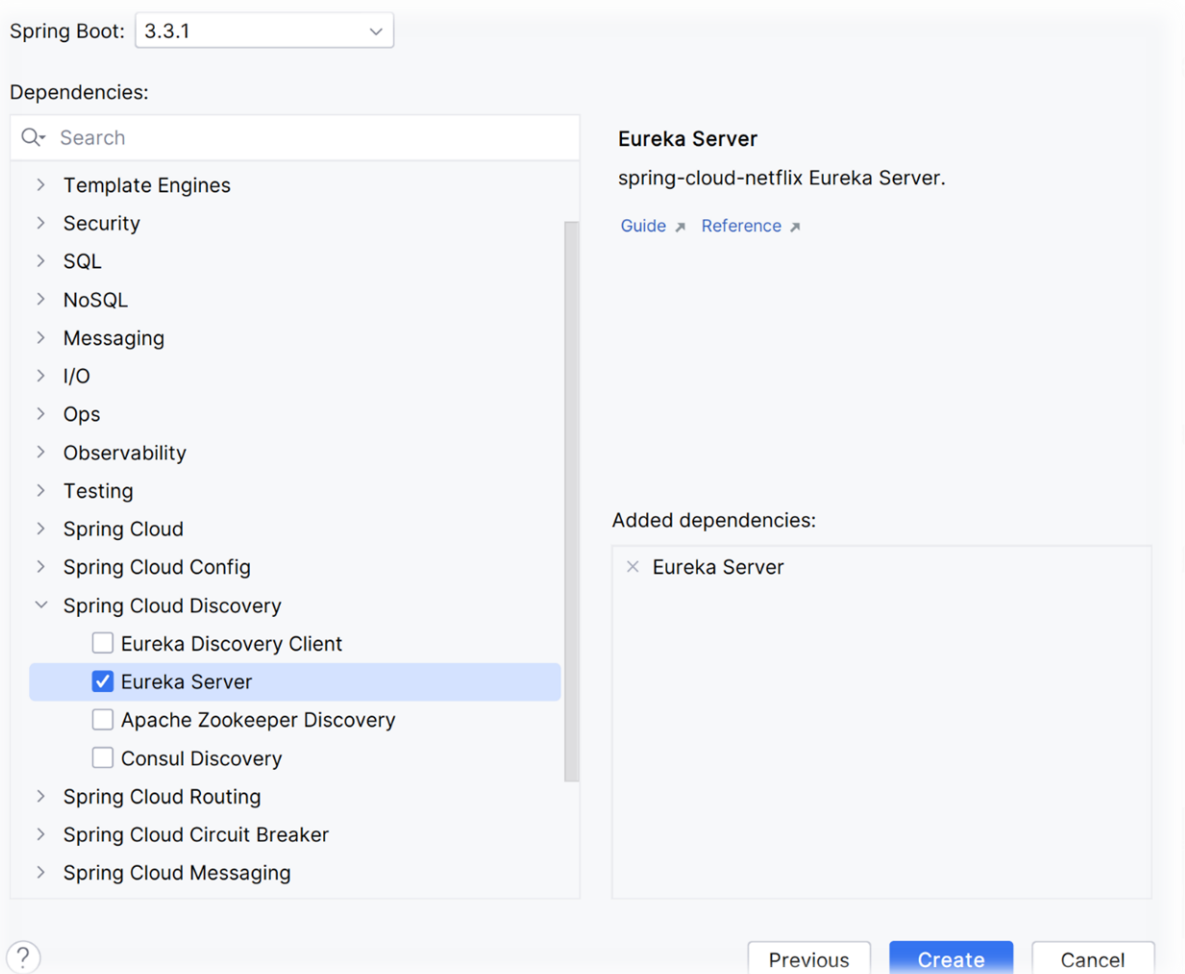 Spring Boot: 3.3.1
Dependencies:
Search
Template Engines
Security
SQL
NoSQL
Messaging
I/O
Ops
Observability
Testing
Spring Cloud
Spring Cloud Config
Spring Cloud Discovery
Eureka Discovery Client
Eureka Server
Apache Zookeeper Discovery
Consul Discovery
Spring Cloud Routing
Spring Cloud Circuit Breaker
Spring Cloud Messaging
Eureka Server
spring-cloud-netflix Eureka Server.
Guide Reference
Added dependencies:
Eureka Server
?
Previous Create Cancel